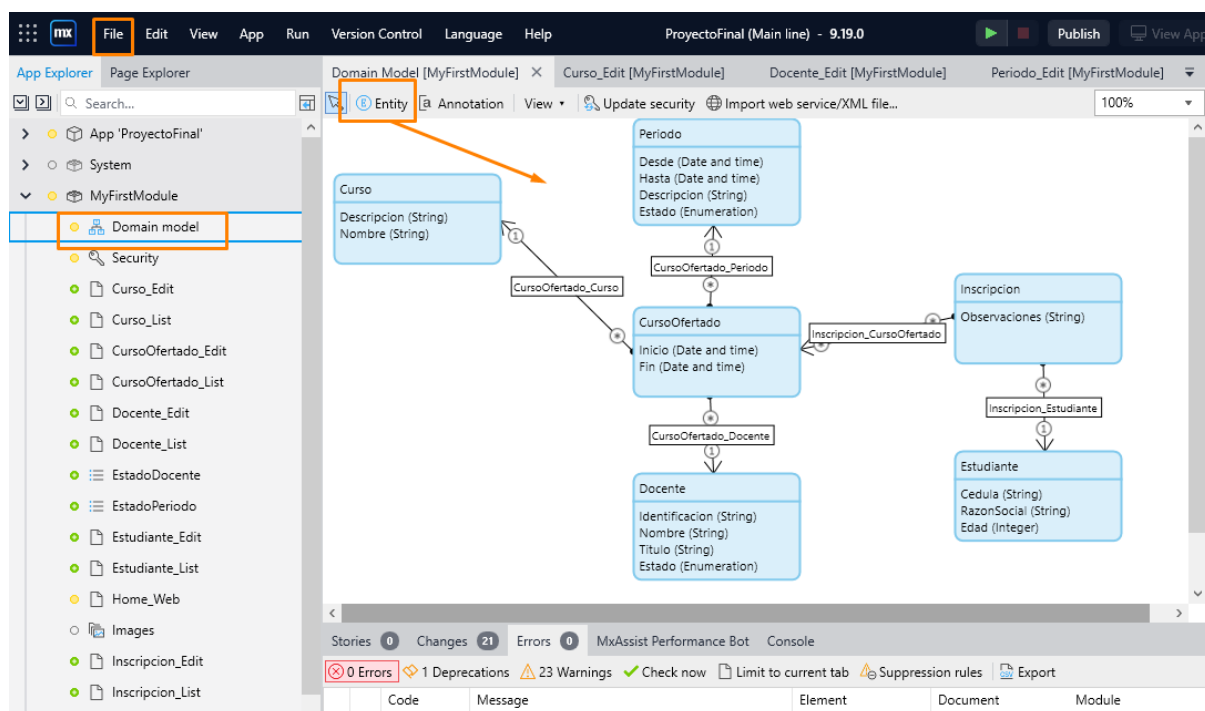 mx File Edit View App Run Version Control Language Help ProyectoFinal (Main line) - 9.19.0 Publish View App
App Explorer Page Explorer
Domain Model [MyFirstModule] Curso_Edit [MyFirstModule] Docente_Edit [MyFirstModule] Periodo_Edit [MyFirstModule]
Search...
Entity Annotation View Update security Import web service/XML file... 100%
App 'ProyectoFinal'
System
MyFirstModule
Domain model
Security
Curso_Edit
Curso_List
CursoOfertado_Edit
CursoOfertado_List
Docente_Edit
Docente_List
EstadoDocente
EstadoPeriodo
Estudiante_Edit
Estudiante_List
Home_Web
Images
Inscripcion_Edit
Inscripcion_List
Periodo
Desde (Date and time)
Hasta (Date and time)
Descripcion (String)
Estado (Enumeration)
Curso
Descripcion (String)
Nombre (String)
1
1
CursoOfertado_Periodo
CursoOfertado_Curso
CursoOfertado
Inicio (Date and time)
Fin (Date and time)
Inscripcion
Observaciones (String)
Inscripcion_CursoOfertado
Inscripcion_Estudiante
1
CursoOfertado_Docente
1
Docente
Identificacion (String)
Nombre (String)
Titulo (String)
Estado (Enumeration)
Estudiante
Cedula (String)
RazonSocial (String)
Edad (Integer)
Stories 0 Changes 21 Errors 0 MxAssist Performance Bot Console
0 Errors 1 Deprecations 23 Warnings Check now Limit to current tab Suppression rules Export
Code Message Element Document Module